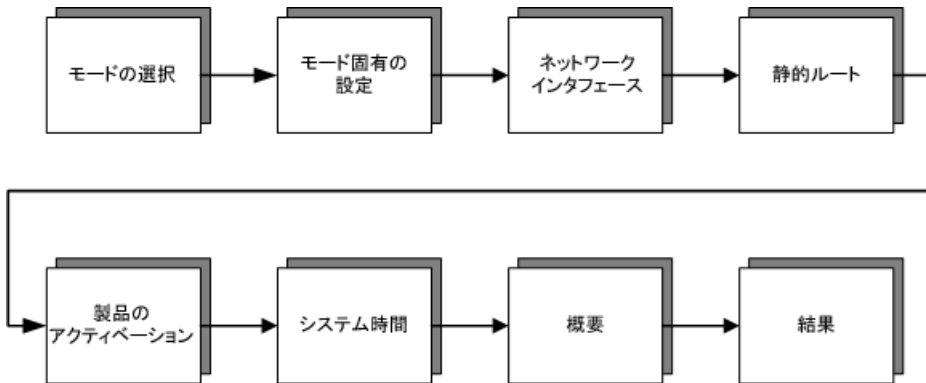 モードの選択
モード固有の
設定
ネットワーク
インタフェース
静的ルート
製品の
アクティベーション
システム時間
概要
結果